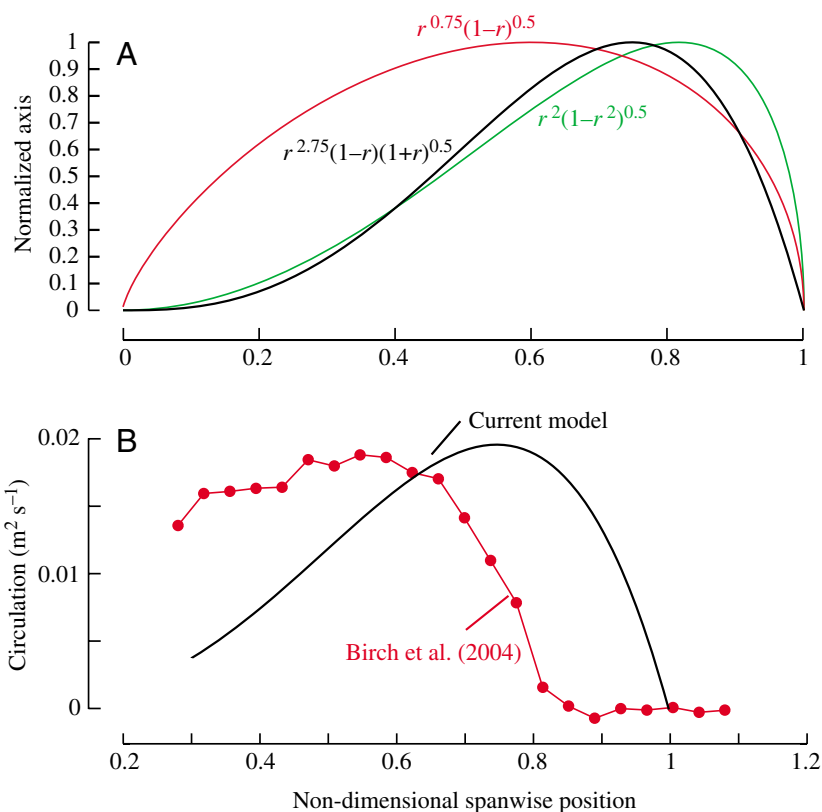 A
r^0.75(1–r)^0.5
r^2(1–r^2)^0.5
r^2.75(1–r)(1+r)^0.5
Normalized axis
1
0.9
0.8
0.7
0.6
0.5
0.4
0.3
0.2
0.1
0
0 0.2 0.4 0.6 0.8 1
B
Current model
Birch et al. (2004)
Circulation (m² s⁻¹)
0.02
0.01
0
0.2 0.4 0.6 0.8 1 1.2
Non-dimensional spanwise position